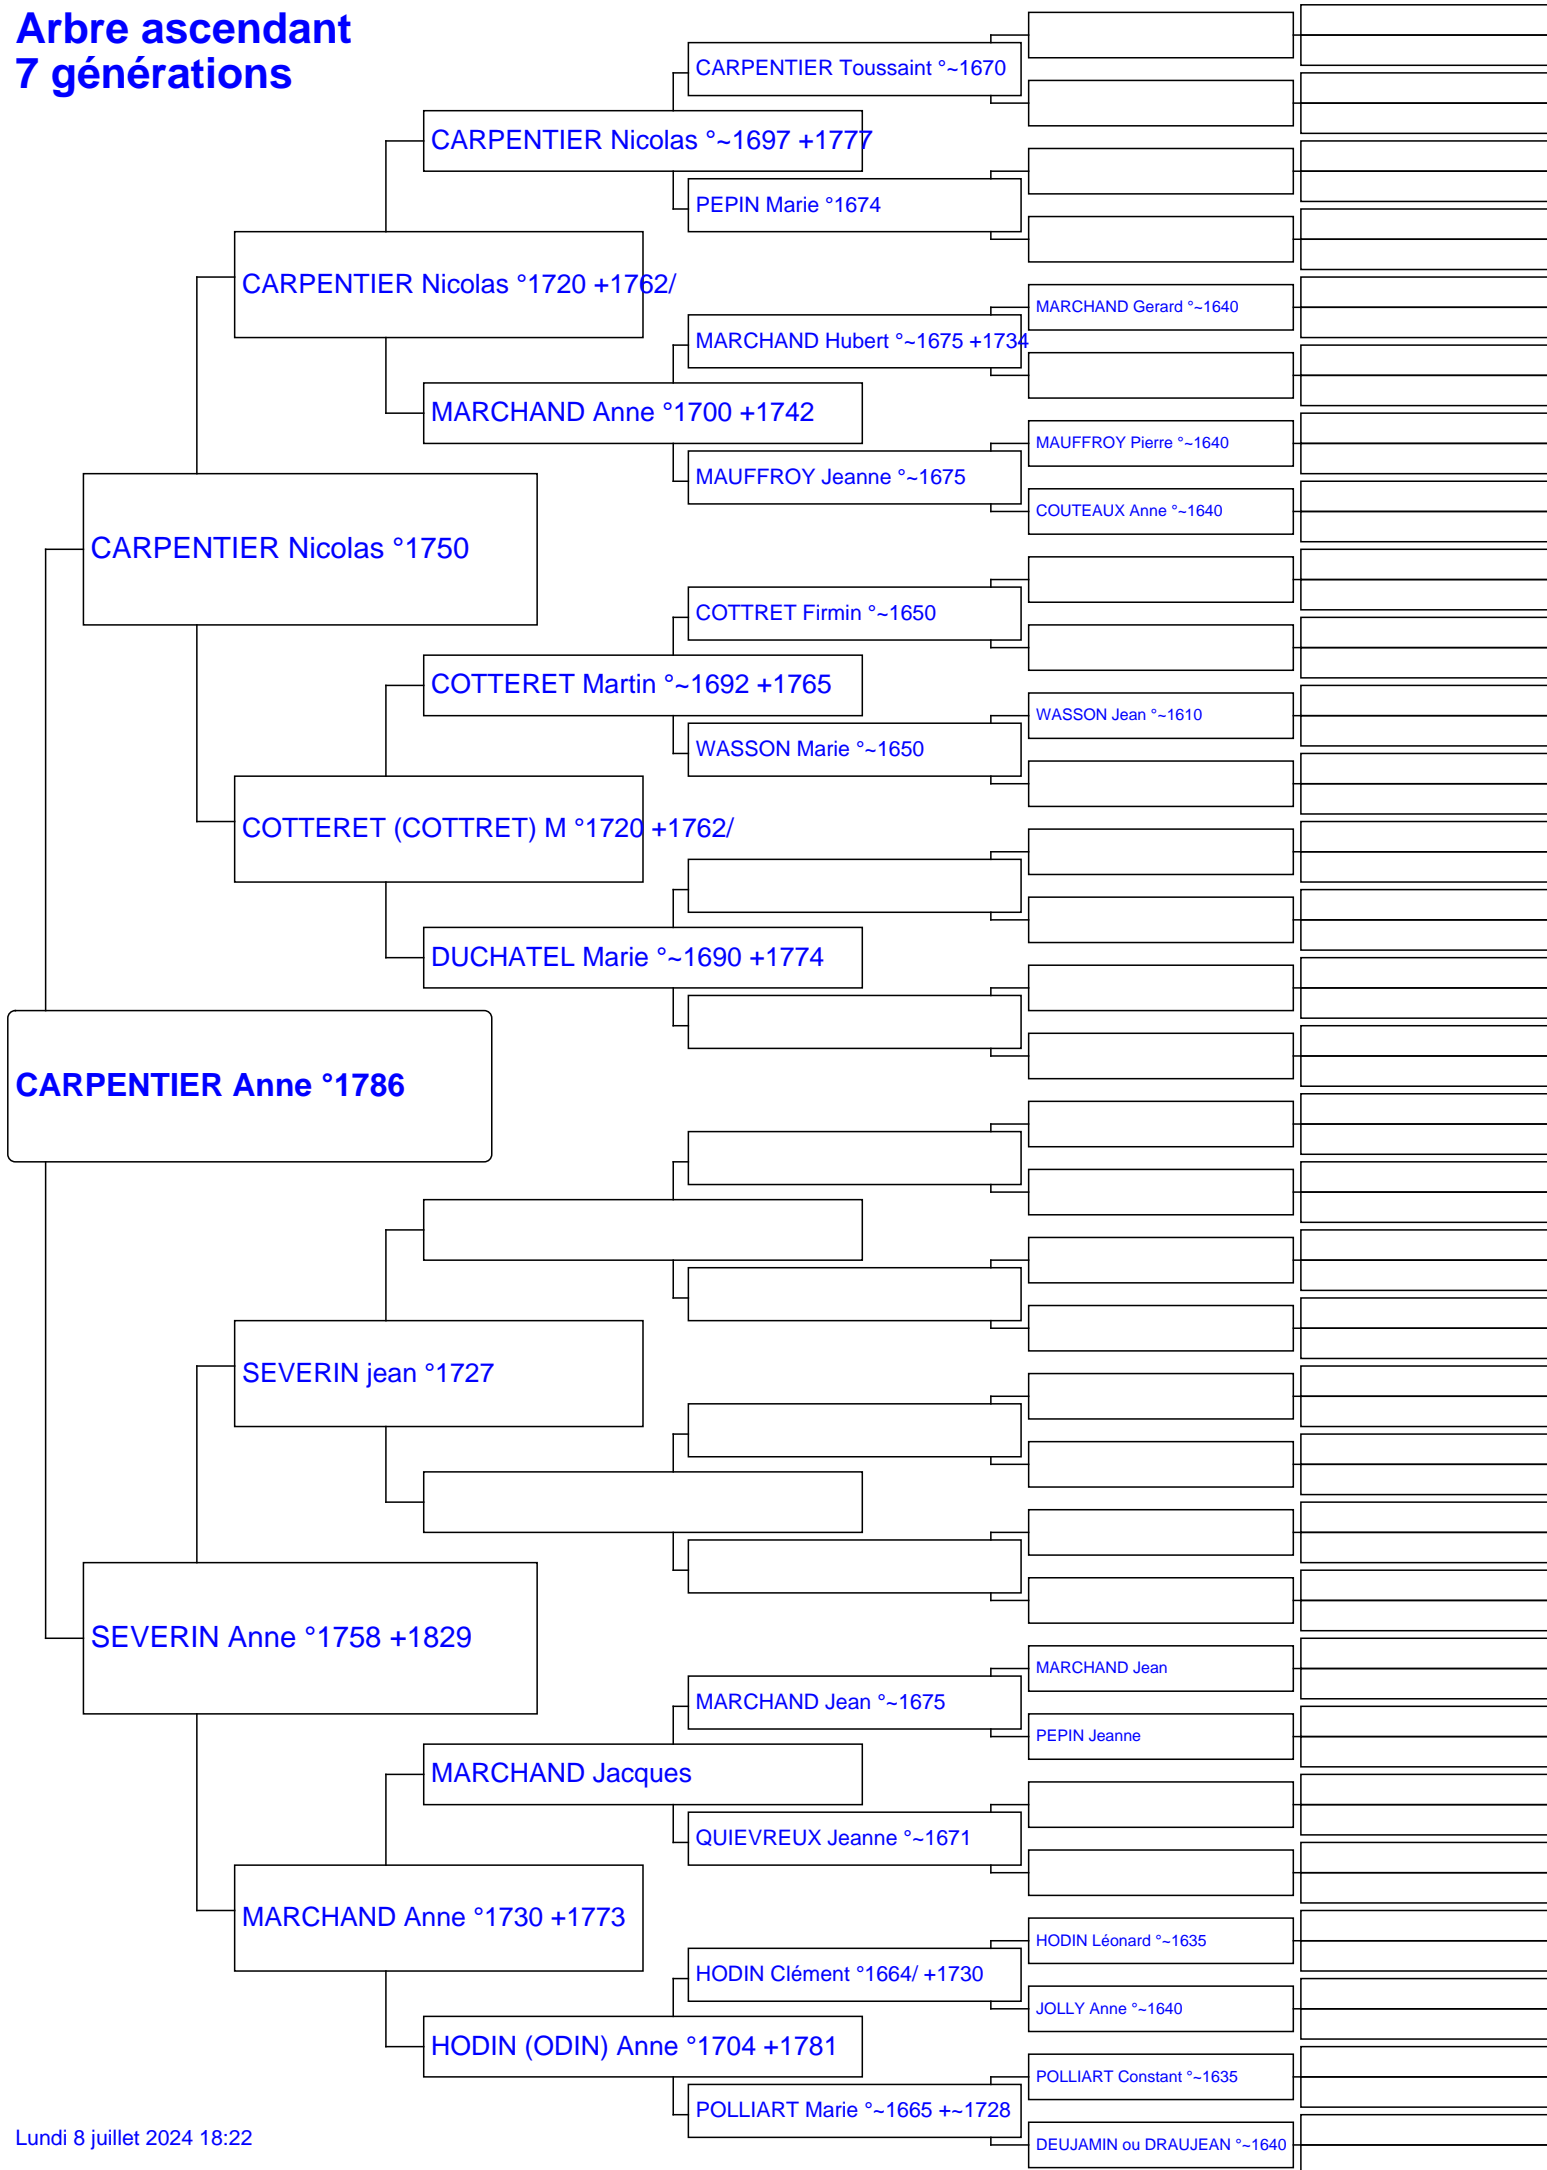 Arbre ascendant
7 générations
CARPENTIER Toussaint °~1670
CARPENTIER Nicolas °~1697 +1777
PEPIN Marie °1674
CARPENTIER Nicolas °1720 +1762/
MARCHAND Gerard °~1640
MARCHAND Hubert °~1675 +1734
MARCHAND Anne °1700 +1742
MAUFFROY Pierre °~1640
MAUFFROY Jeanne °~1675
COUTEAUX Anne °~1640
CARPENTIER Nicolas °1750
COTTRET Firmin °~1650
COTTERET Martin °~1692 +1765
WASSON Jean °~1610
WASSON Marie °~1650
COTTERET (COTTRET) M °1720 +1762/
DUCHATEL Marie °~1690 +1774
CARPENTIER Anne °1786
SEVERIN jean °1727
SEVERIN Anne °1758 +1829
MARCHAND Jean
MARCHAND Jean °~1675
PEPIN Jeanne
MARCHAND Jacques
QUIEVREUX Jeanne °~1671
MARCHAND Anne °1730 +1773
HODIN Léonard °~1635
HODIN Clément °1664/ +1730
JOLLY Anne °~1640
HODIN (ODIN) Anne °1704 +1781
POLLIART Constant °~1635
POLLIART Marie °~1665 +~1728
DEUJAMIN ou DRAUJEAN °~1640
Lundi 8 juillet 2024 18:22